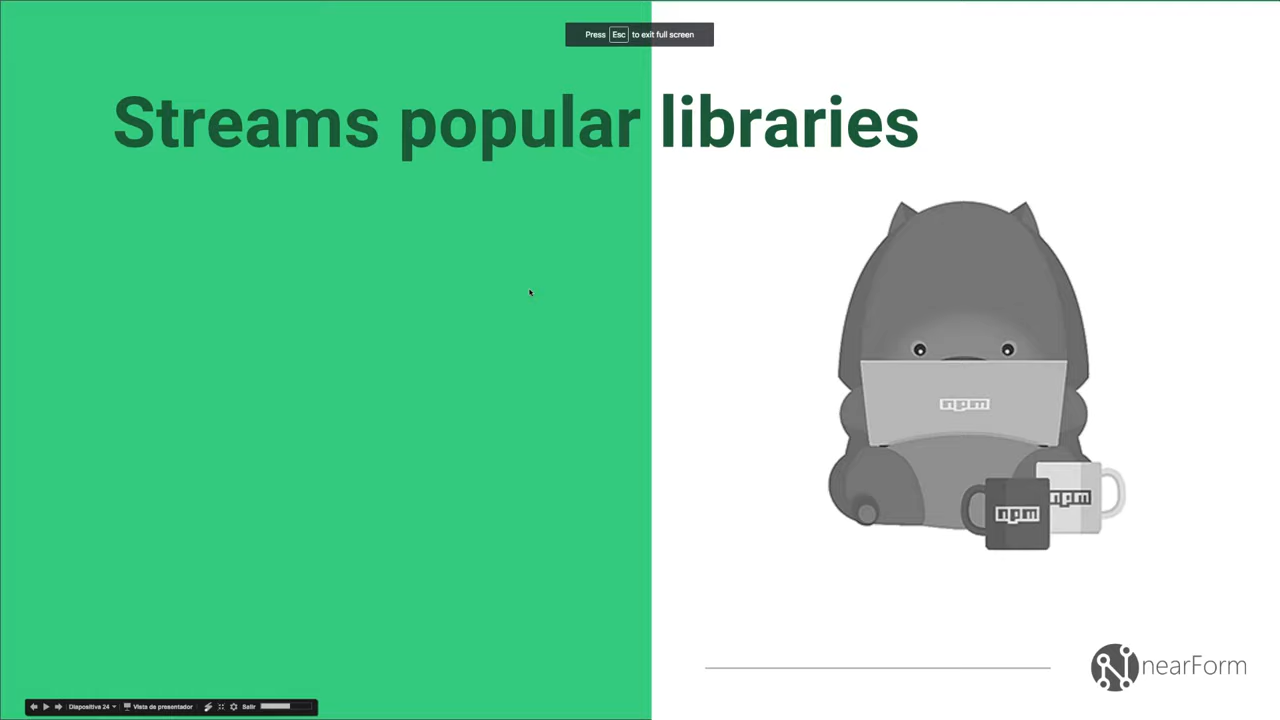 Press Esc to exit full screen
Streams popular libraries
npm
npm
npm
nearForm
Diapositiva 24
Vista de presentador
Salir